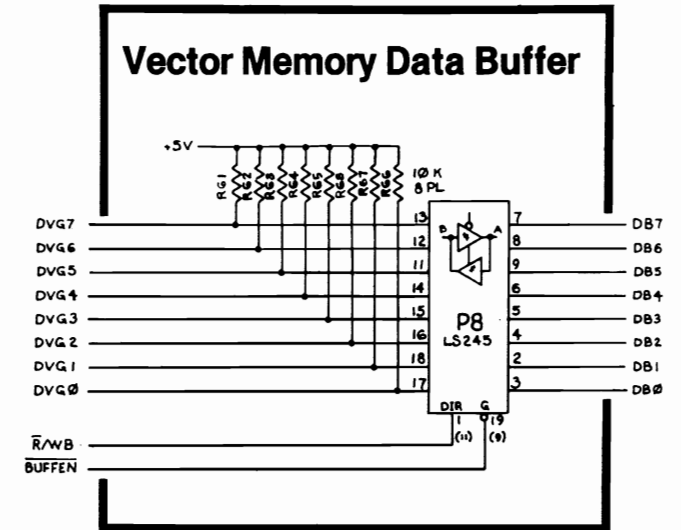 Vector Memory Data Buffer
+5V
RG1 RG2 RG3 RG4 RG5 RG8 RG7 RG6
10 K
8 PL
DVG7 13 7 DB7
B A
DVG6 12 8 DB6
DVG5 11 9 DB5
DVG4 14 6 DB4
DVG3 15 P8 5 DB3
DVG2 16 LS245 4 DB2
DVG1 18 2 DB1
DVGØ 17 3 DBØ
DIR G
R̅/WB 1 19
(11) (9)
B̅U̅F̅F̅E̅N̅